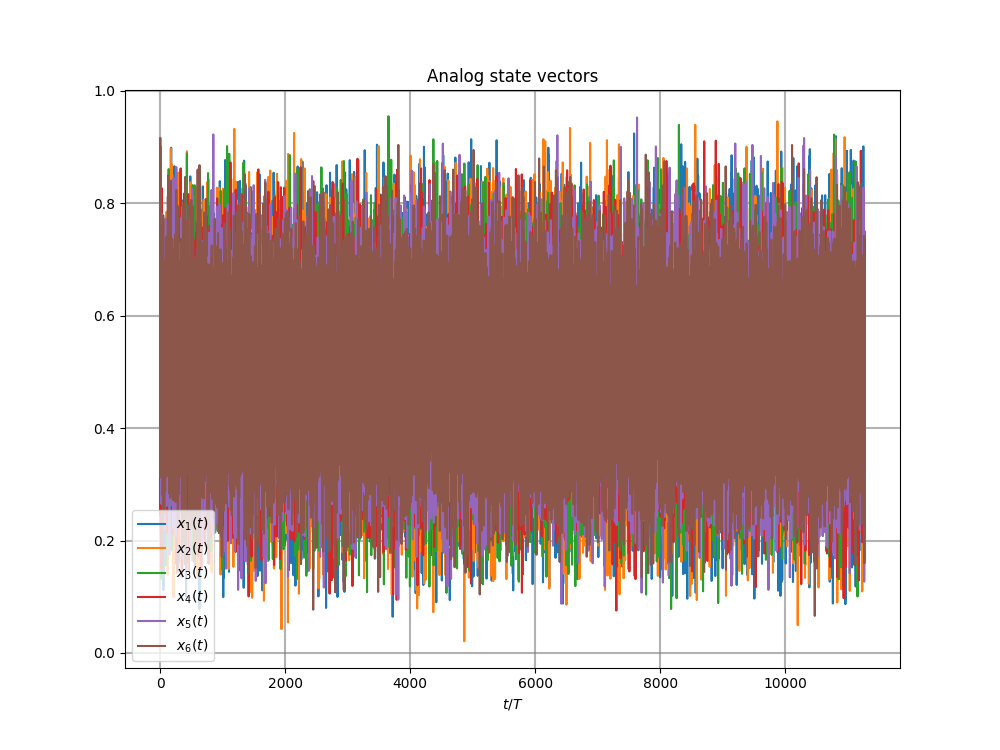 Analog state vectors
1.0
0.8
0.6
0.4
0.2
0.0
x₁(t)
x₂(t)
x₃(t)
x₄(t)
x₅(t)
x₆(t)
0 2000 4000 6000 8000 10000
t/T